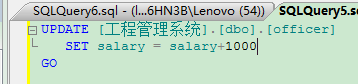 SQLQuery6.sql - (l...6HN3B\Lenovo (54))* SQLQuery5.s
UPDATE [工程管理系统].[dbo].[officer]
SET salary = salary+1000
GO